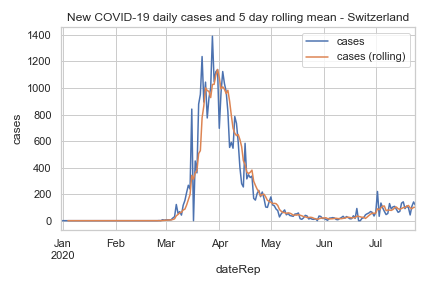 New COVID-19 daily cases and 5 day rolling mean - Switzerland
cases
cases (rolling)
1400
1200
1000
800
600
400
200
0
cases
Jan
2020
Feb
Mar
Apr
May
Jun
Jul
dateRep